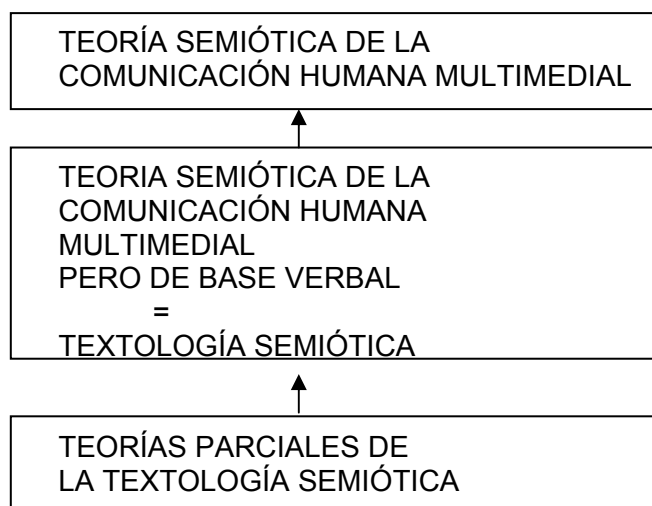 TEORÍA SEMIÓTICA DE LA
COMUNICACIÓN HUMANA MULTIMEDIAL
TEORIA SEMIÓTICA DE LA
COMUNICACIÓN HUMANA
MULTIMEDIAL
PERO DE BASE VERBAL
=
TEXTOLOGÍA SEMIÓTICA
TEORÍAS PARCIALES DE
LA TEXTOLOGÍA SEMIÓTICA